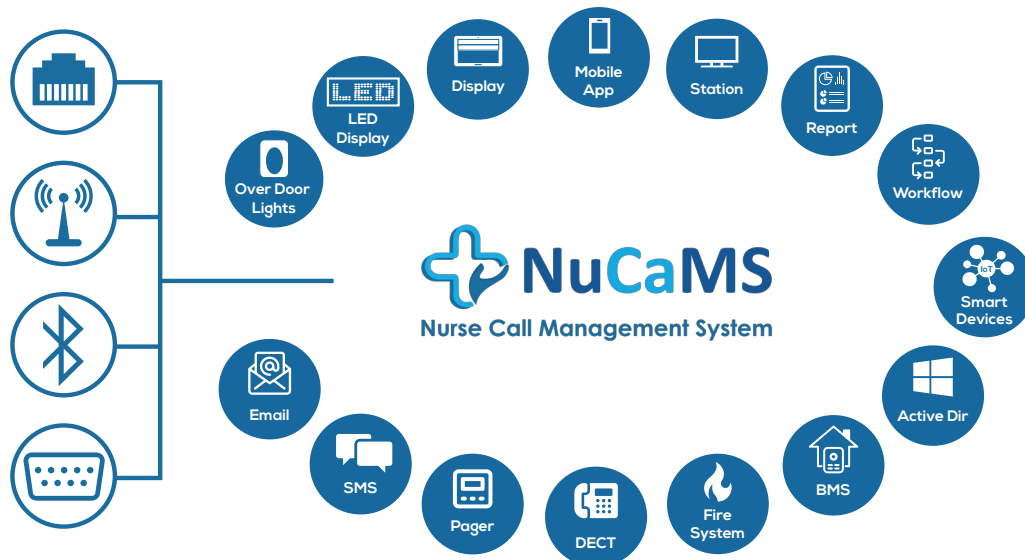 LED
LED
Display
Display
Mobile
App
Station
Report
Over Door
Lights
Workflow
NuCaMS
Nurse Call Management System
IoT
Smart
Devices
@
Email
Active Dir
SMS
BMS
Pager
DECT
Fire
System